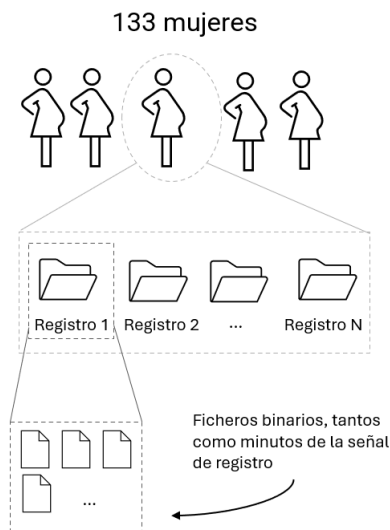 133 mujeres
Registro 1 Registro 2 ... Registro N
Ficheros binarios, tantos
como minutos de la señal
de registro
...